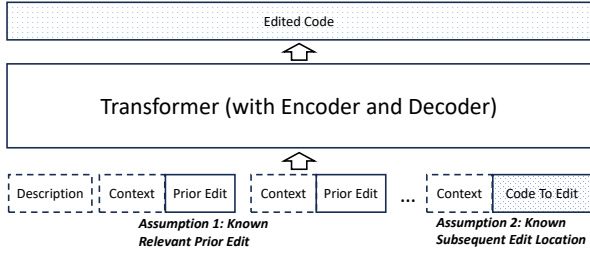 Edited Code
Transformer (with Encoder and Decoder)
Description Context Prior Edit Context Prior Edit ... Context Code To Edit
Assumption 1: Known
Relevant Prior Edit
Assumption 2: Known
Subsequent Edit Location